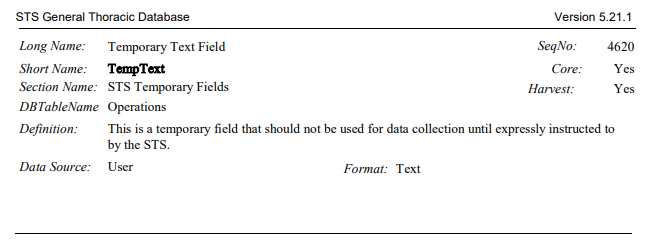 STS General Thoracic Database Version 5.21.1
Long Name: Temporary Text Field SeqNo: 4620
Short Name: TempText Core: Yes
Section Name: STS Temporary Fields Harvest: Yes
DBTableName Operations
Definition: This is a temporary field that should not be used for data collection until expressly instructed to
by the STS.
Data Source: User Format: Text